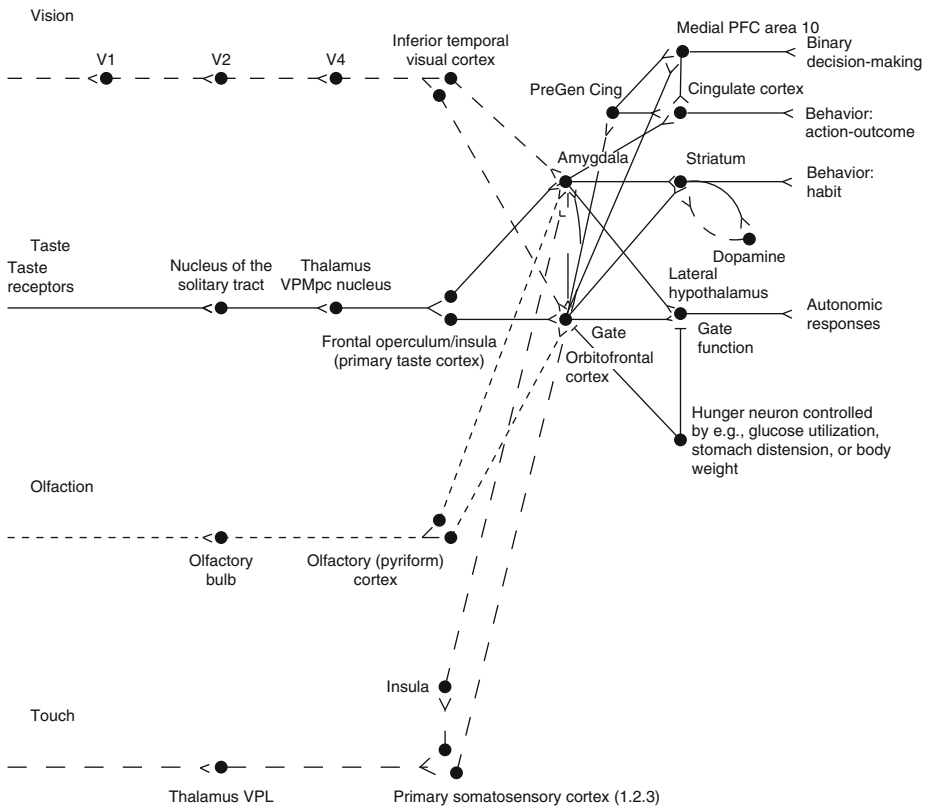 Vision
V1
V2
V4
Inferior temporal
visual cortex
Medial PFC area 10
Binary
decision-making
PreGen Cing
Cingulate cortex
Behavior:
action-outcome
Amygdala
Striatum
Behavior:
habit
Dopamine
Taste
Taste
receptors
Nucleus of the
solitary tract
Thalamus
VPMpc nucleus
Frontal operculum/insula
(primary taste cortex)
Gate
Orbitofrontal
cortex
Lateral
hypothalamus
Gate
function
Autonomic
responses
Hunger neuron controlled
by e.g., glucose utilization,
stomach distension, or body
weight
Olfaction
Olfactory
bulb
Olfactory (pyriform)
cortex
Insula
Touch
Thalamus VPL
Primary somatosensory cortex (1.2.3)